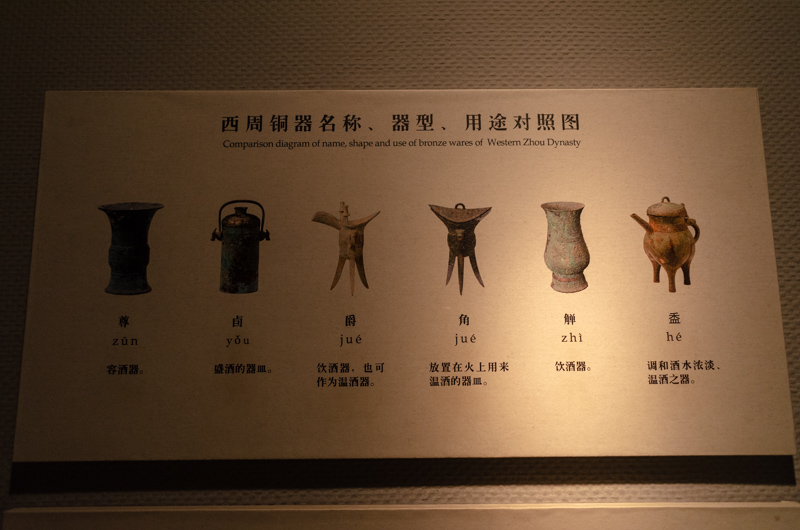 西周铜器名称、器型、用途对照图
Comparison diagram of name, shape and use of bronze wares of Western Zhou Dynasty
尊
zūn
容酒器。
卣
yǒu
盛酒的器皿。
爵
jué
饮酒器，也可
作为温酒器。
角
jué
放置在火上用来
温酒的器皿。
觯
zhì
饮酒器。
盉
hé
调和酒水浓淡、
温酒之器。